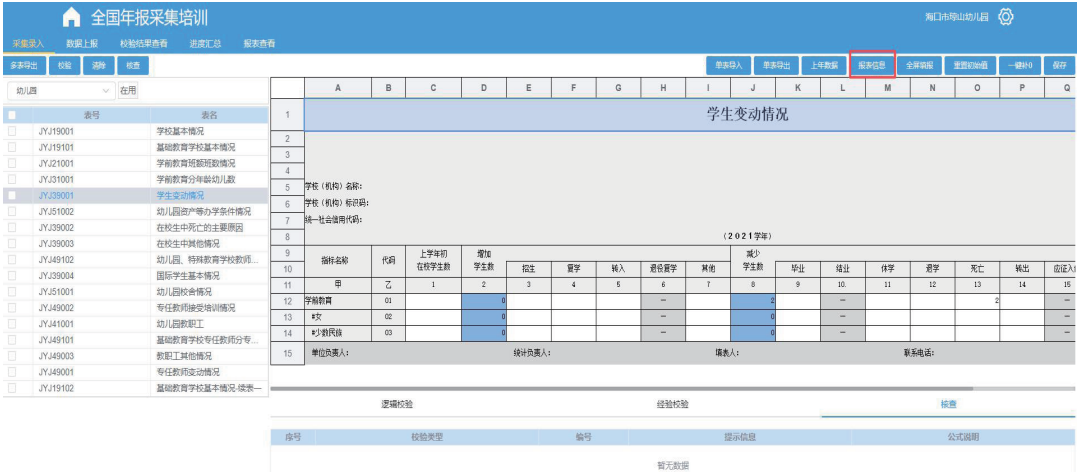 全国年报采集培训
海口市琼山幼儿园
采集录入 数据上报 校验结果查看 进度汇总 报表查看
多表导出 校验 清除 核查 单表导入 单表导出 上年数据 报表信息 全屏填报 重置初始值 一键补0 保存
幼儿园 在用
表号 表名
JYJ19001 学校基本情况
JYJ19101 基础教育学校基本情况
JYJ21001 学前教育班额班数情况
JYJ31001 学前教育分年龄幼儿数
JYJ39001 学生变动情况
JYJ51002 幼儿园资产等办学条件情况
JYJ39002 在校生中死亡的主要原因
JYJ39003 在校生中其他情况
JYJ49102 幼儿园、特殊教育学校教师...
JYJ39004 国际学生基本情况
JYJ51001 幼儿园校舍情况
JYJ49002 专任教师接受培训情况
JYJ41001 幼儿园教职工
JYJ49101 基础教育学校专任教师分专...
JYJ49003 教职工其他情况
JYJ49001 专任教师变动情况
JYJ19102 基础教育学校基本情况-续表一
A B C D E F G H I J K L M N O P Q
1 学生变动情况
2
3
4
5 学校（机构）名称：
6 学校（机构）标识码：
7 统一社会信用代码：
8 （2021学年）
9 指标名称 代码 上学年初 增加 减少
10 在校学生数 学生数 招生 复学 转入 退役复学 其他 学生数 毕业 结业 休学 退学 死亡 转出 应征入
11 甲 乙 1 2 3 4 5 6 7 8 9 10. 11 12 13 14 15
12 学前教育 01 0 — 2 — 2 —
13 #女 02 0 — 0 — —
14 #少数民族 03 0 — 0 — —
15 单位负责人： 统计负责人： 填表人： 联系电话：
逻辑校验 经验校验 核查
序号 校验类型 编号 提示信息 公式说明
暂无数据